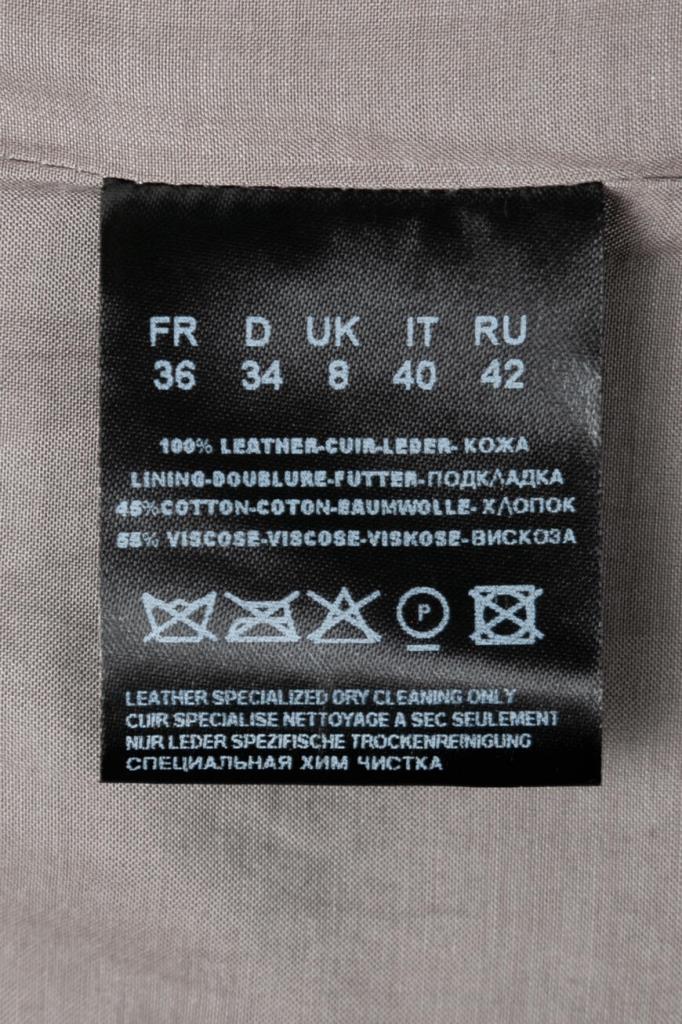 FR D UK IT RU
36 34 8 40 42
100% LEATHER-CUIR-LEDER- КОЖА
LINING-DOUBLURE-FUTTER-ПОДКЛАДКА
45%COTTON-COTON-BAUMWOLLE- ХЛОПОК
55% VISCOSE-VISCOSE-VISKOSE-ВИСКОЗА
P
LEATHER SPECIALIZED DRY CLEANING ONLY
CUIR SPECIALISE NETTOYAGE A SEC SEULEMENT
NUR LEDER SPEZIFISCHE TROCKENREINIGUNG
СПЕЦИАЛЬНАЯ ХИМ ЧИСТКА